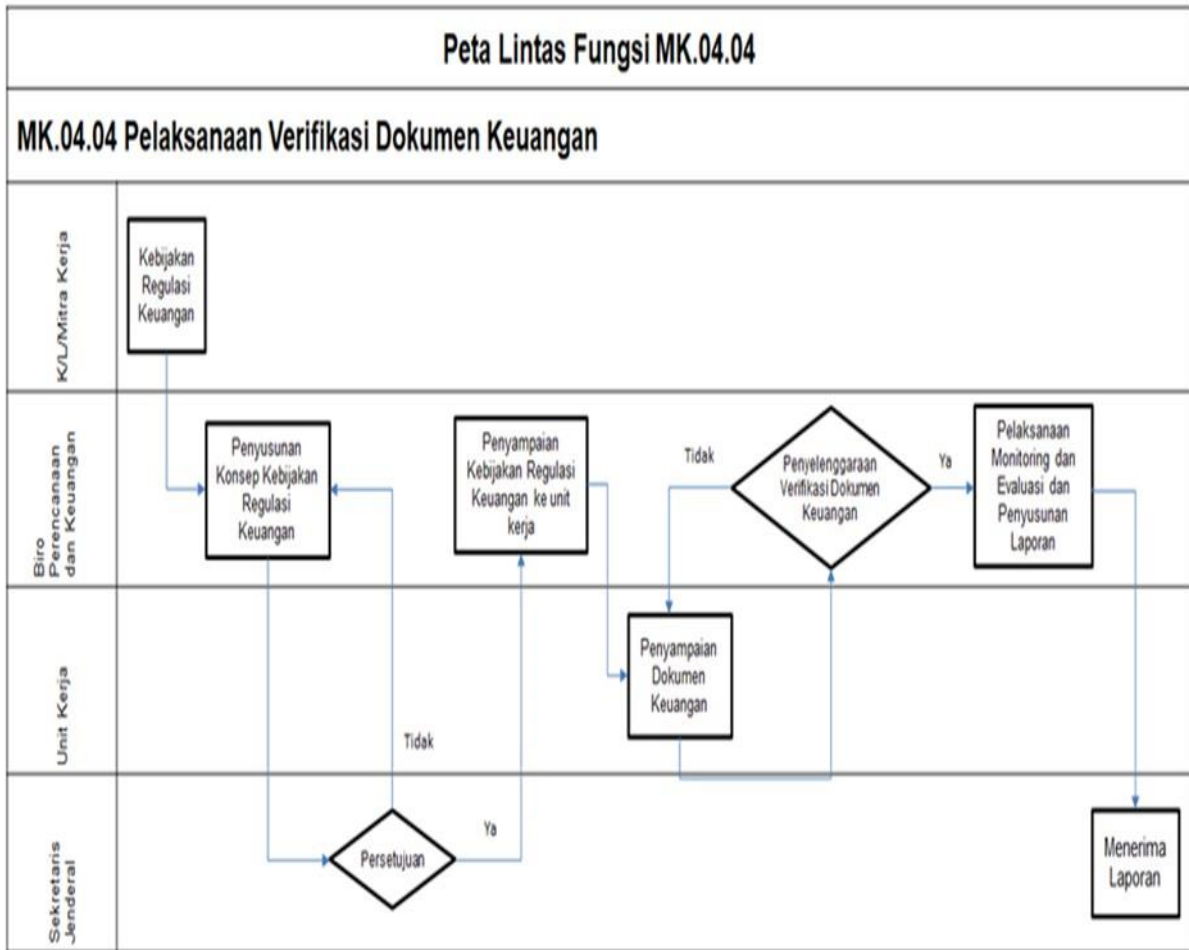 Peta Lintas Fungsi MK.04.04
MK.04.04 Pelaksanaan Verifikasi Dokumen Keuangan
K/L/Mitra Kerja
Kebijakan
Regulasi
Keuangan
Biro
Perencanaan
dan Keuangan
Penyusunan
Konsep Kebijakan
Regulasi
Keuangan
Penyampaian
Kebijakan Regulasi
Keuangan ke unit
kerja
Tidak
Penyelenggaraan
Verifikasi Dokumen
Keuangan
Ya
Pelaksanaan
Monitoring dan
Evaluasi dan
Penyusunan
Laporan
Unit Kerja
Penyampaian
Dokumen
Keuangan
Tidak
Sekretaris
Jenderal
Persetujuan
Ya
Menerima
Laporan